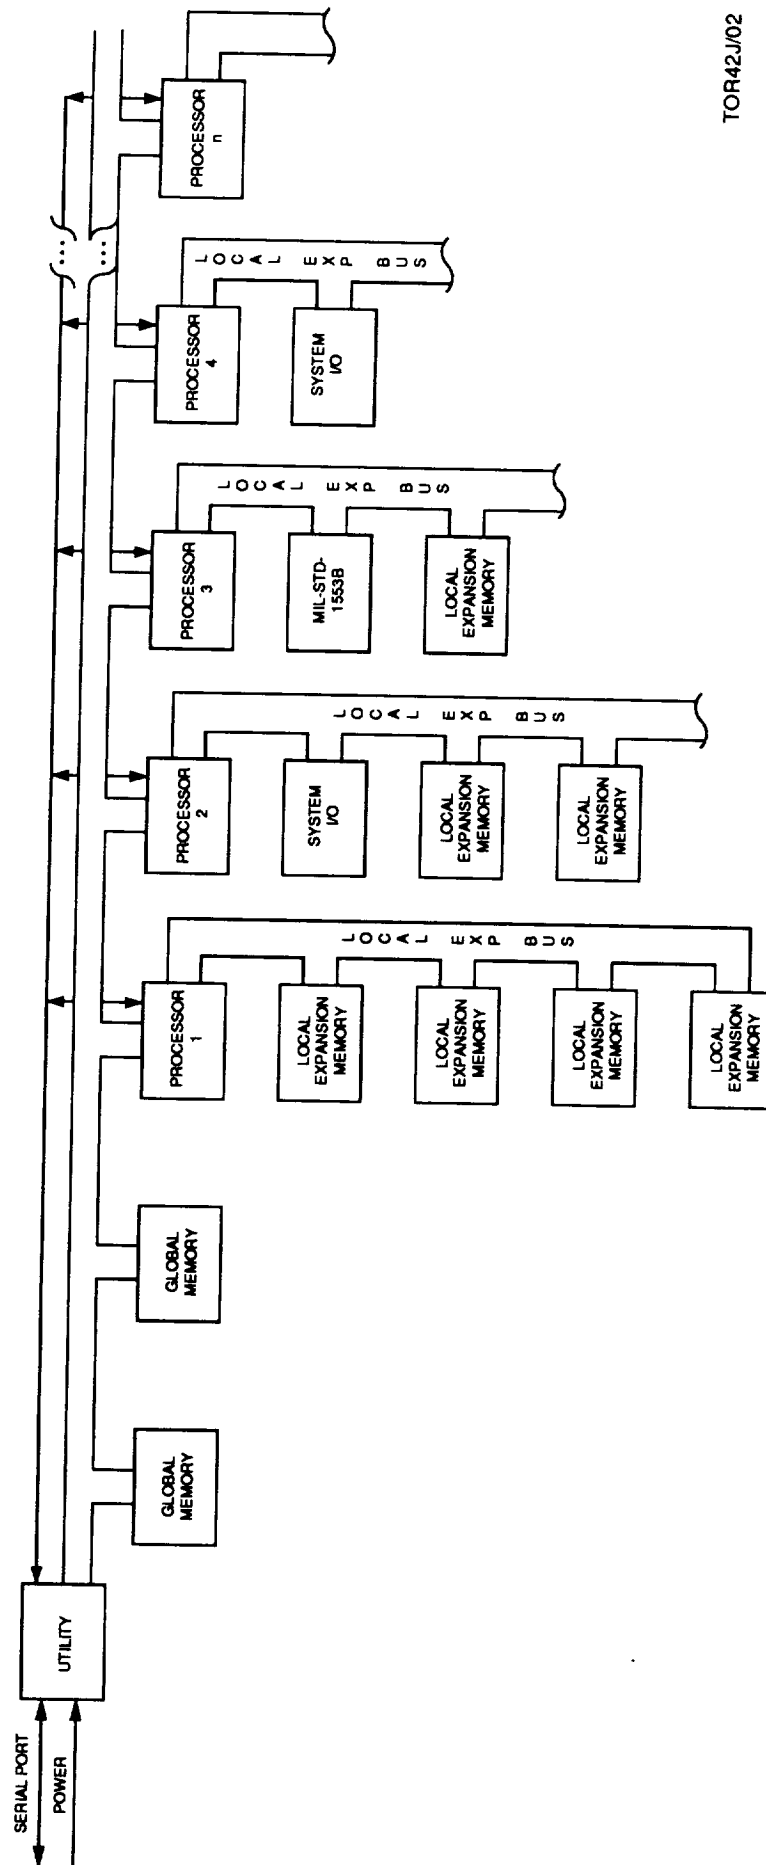 SERIAL PORT
POWER
UTILITY
GLOBAL
MEMORY
GLOBAL
MEMORY
PROCESSOR
1
LOCAL
EXPANSION
MEMORY
LOCAL
EXPANSION
MEMORY
LOCAL
EXPANSION
MEMORY
LOCAL
EXPANSION
MEMORY
LOCAL EXP BUS
PROCESSOR
2
SYSTEM
I/O
LOCAL
EXPANSION
MEMORY
LOCAL
EXPANSION
MEMORY
LOCAL EXP BUS
PROCESSOR
3
MIL-STD-
1553B
LOCAL
EXPANSION
MEMORY
LOCAL EXP BUS
PROCESSOR
4
SYSTEM
I/O
LOCAL EXP BUS
...
...
PROCESSOR
n
TOR42J/02